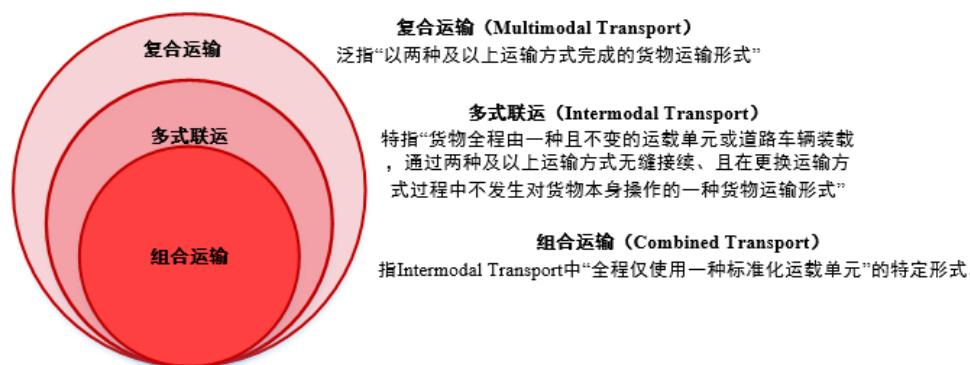 复合运输
多式联运
组合运输
复合运输（Multimodal Transport）
泛指“以两种及以上运输方式完成的货物运输形式”
多式联运（Intermodal Transport）
特指“货物全程由一种且不变的运载单元或道路车辆装载
，通过两种及以上运输方式无缝接续、且在更换运输方
式过程中不发生对货物本身操作的一种货物运输形式”
组合运输（Combined Transport）
指Intermodal Transport中“全程仅使用一种标准化运载单元”的特定形式.